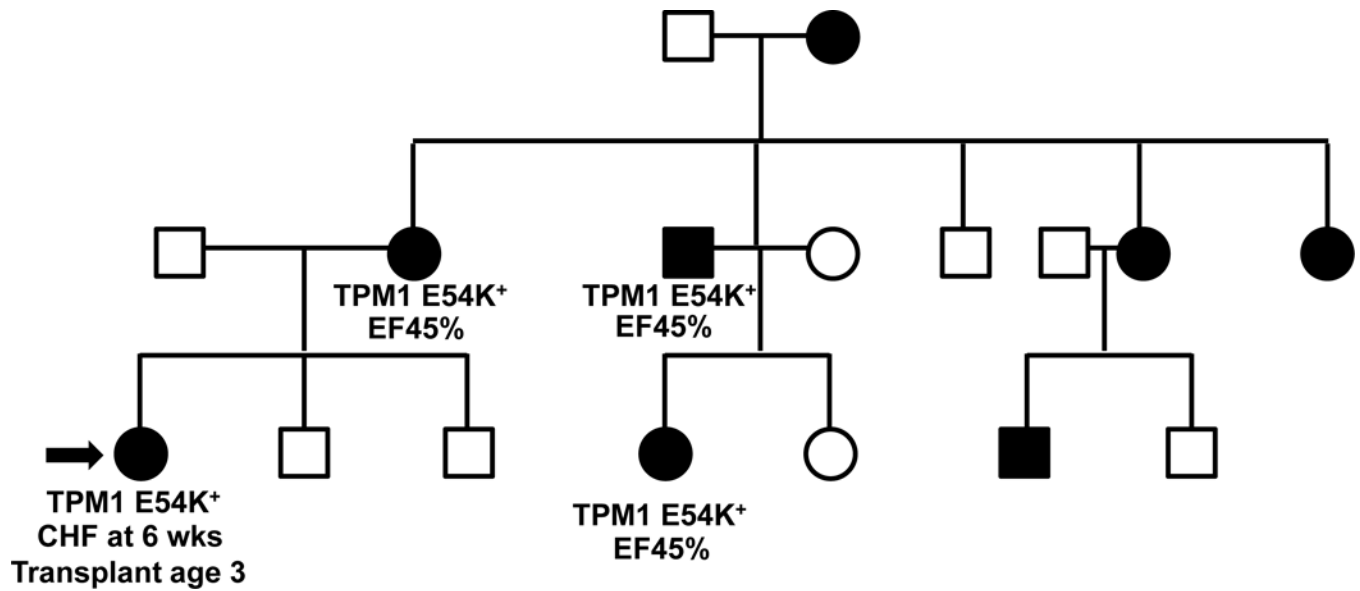 TPM1 E54K⁺
EF45%
TPM1 E54K⁺
EF45%
TPM1 E54K⁺
CHF at 6 wks
Transplant age 3
TPM1 E54K⁺
EF45%